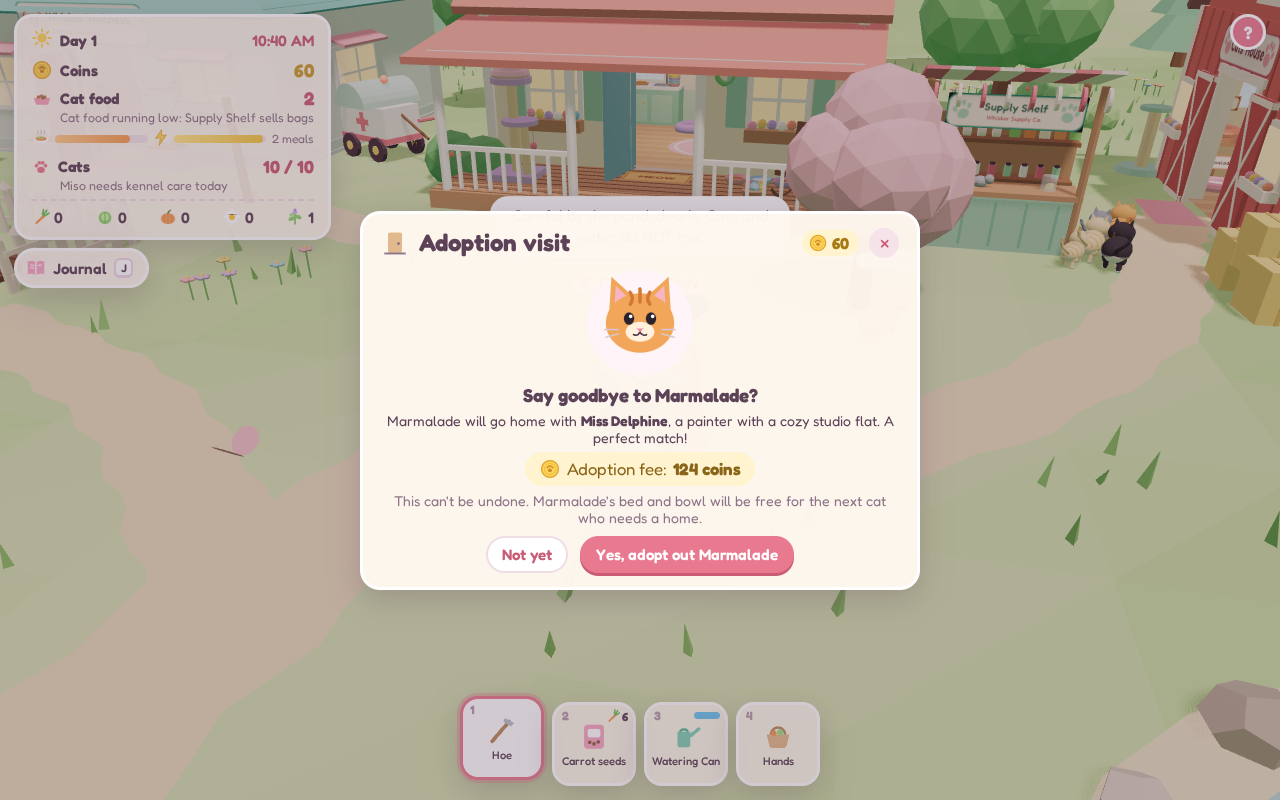 Day 1
10:40 AM
Coins
60
Cat food
2
Cat food running low: Supply Shelf sells bags
2 meals
Cats
10 / 10
Miso needs kennel care today
0
0
0
0
1
Journal
J
?
Supply Shelf
Whisker Supply Co.
Cats House
MEOW
Adoption visit
60
×
Say goodbye to Marmalade?
Marmalade will go home with Miss Delphine, a painter with a cozy studio flat. A
perfect match!
Adoption fee: 124 coins
This can't be undone. Marmalade's bed and bowl will be free for the next cat
who needs a home.
Not yet
Yes, adopt out Marmalade
1
Hoe
2
6
Carrot seeds
3
Watering Can
4
Hands